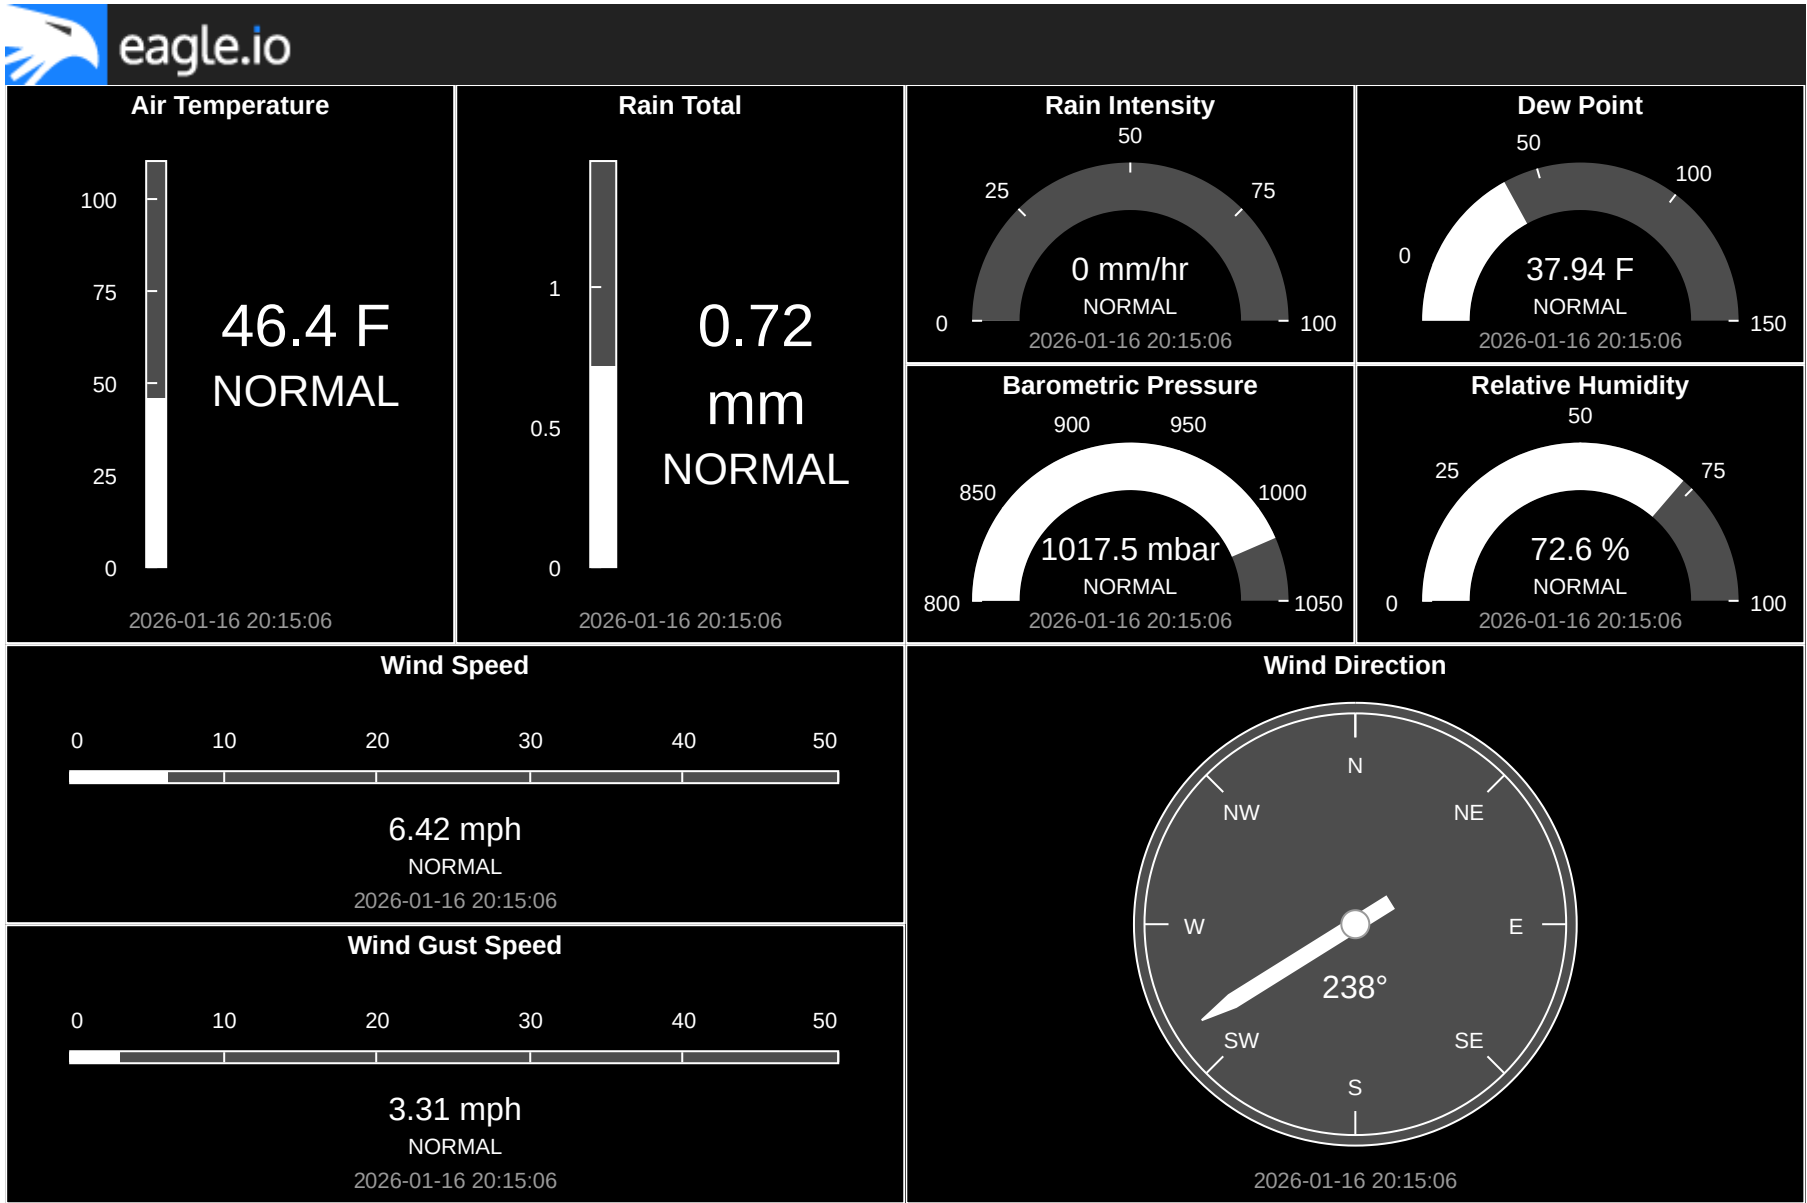 eagle.io
Air Temperature
100
75
50
25
0
46.4 F
NORMAL
2026-01-16 20:15:06
Rain Total
1
0.5
0
0.72
mm
NORMAL
2026-01-16 20:15:06
Rain Intensity
0
25
50
75
100
0 mm/hr
NORMAL
2026-01-16 20:15:06
Dew Point
0
50
100
150
37.94 F
NORMAL
2026-01-16 20:15:06
Barometric Pressure
800
850
900
950
1000
1050
1017.5 mbar
NORMAL
2026-01-16 20:15:06
Relative Humidity
0
25
50
75
100
72.6 %
NORMAL
2026-01-16 20:15:06
Wind Speed
0 10 20 30 40 50
6.42 mph
NORMAL
2026-01-16 20:15:06
Wind Gust Speed
0 10 20 30 40 50
3.31 mph
NORMAL
2026-01-16 20:15:06
Wind Direction
N
NW NE
W E
238°
SW SE
S
2026-01-16 20:15:06